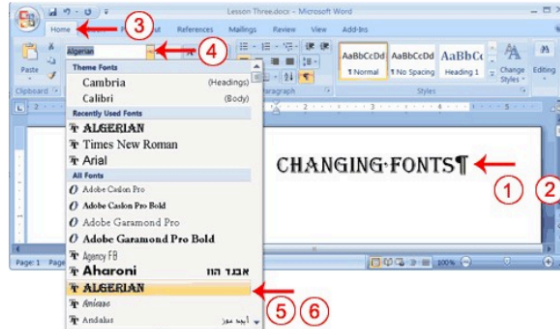 Lesson Three.docx - Microsoft Word
Home
References
Mailings
Review
View
Add-Ins
3
Algerian
4
Paste
Clipboard
Paragraph
AaBbCcDd
AaBbCcDd
AaBbC
¶ Normal
¶ No Spacing
Heading 1
Change Styles
Editing
Styles
Theme Fonts
Cambria (Headings)
Calibri (Body)
Recently Used Fonts
ALGERIAN
Times New Roman
Arial
All Fonts
Adobe Caslon Pro
Adobe Caslon Pro Bold
Adobe Garamond Pro
Adobe Garamond Pro Bold
Agency FB
Aharoni אבגד הוז
ALGERIAN
Andalus
CHANGING·FONTS¶
1
2
5 6
Page: 1
100%